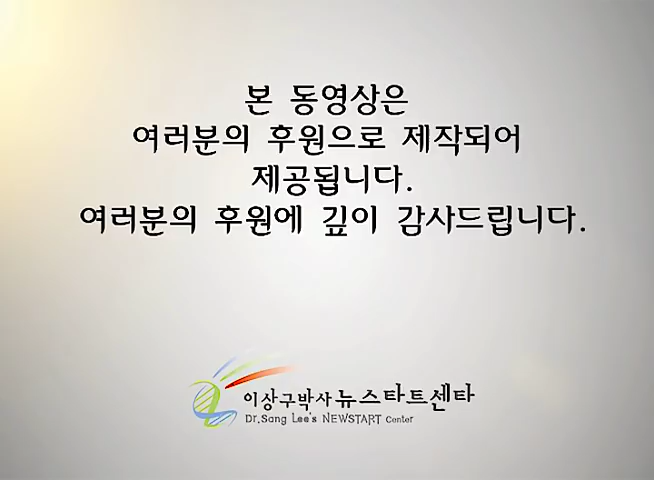 본 동영상은
여러분의 후원으로 제작되어
제공됩니다.
여러분의 후원에 깊이 감사드립니다.
이상구박사 뉴스타트센타
Dr.Sang Lee's NEWSTART Center